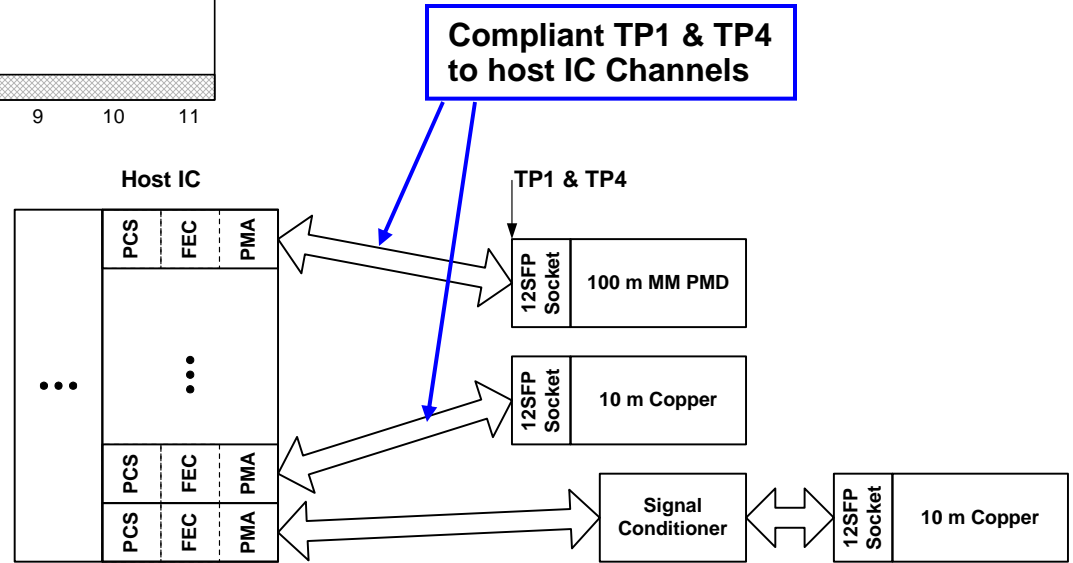 Compliant TP1 & TP4
to host IC Channels
9 10 11
Host IC
TP1 & TP4
PCS FEC PMA
12SFP
Socket
100 m MM PMD
12SFP
Socket
10 m Copper
PCS FEC PMA
PCS FEC PMA
Signal
Conditioner
12SFP
Socket
10 m Copper